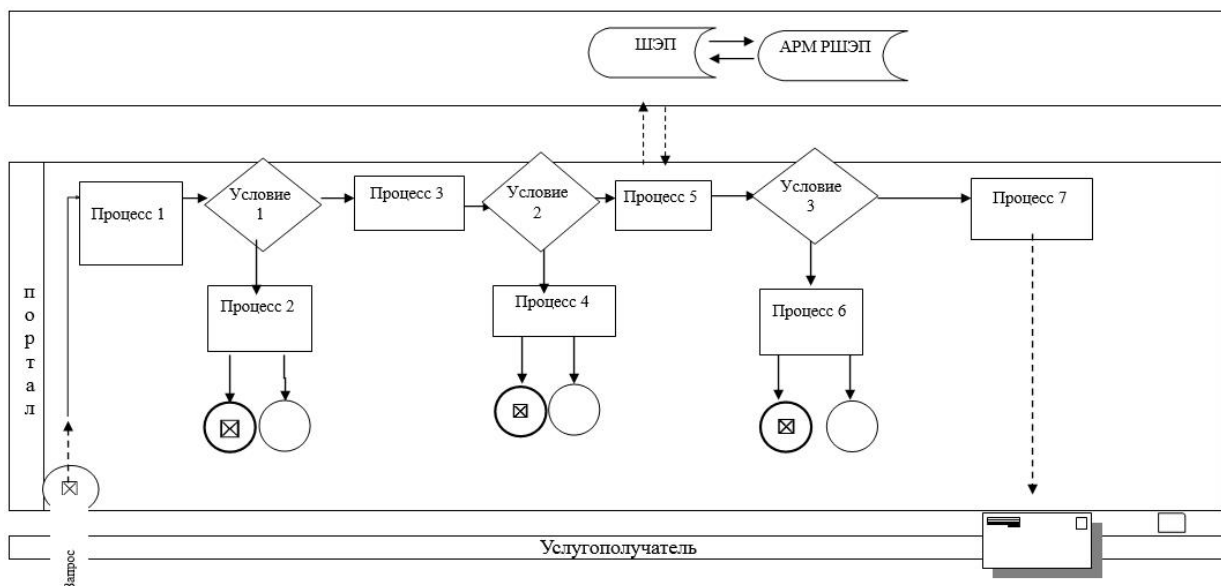 ШЭП
АРМ РШЭП
Процесс 1
Условие
1
Процесс 3
Условие
2
Процесс 5
Условие
3
Процесс 7
портал
Процесс 2
Процесс 4
Процесс 6
Запрос
Услугополучатель